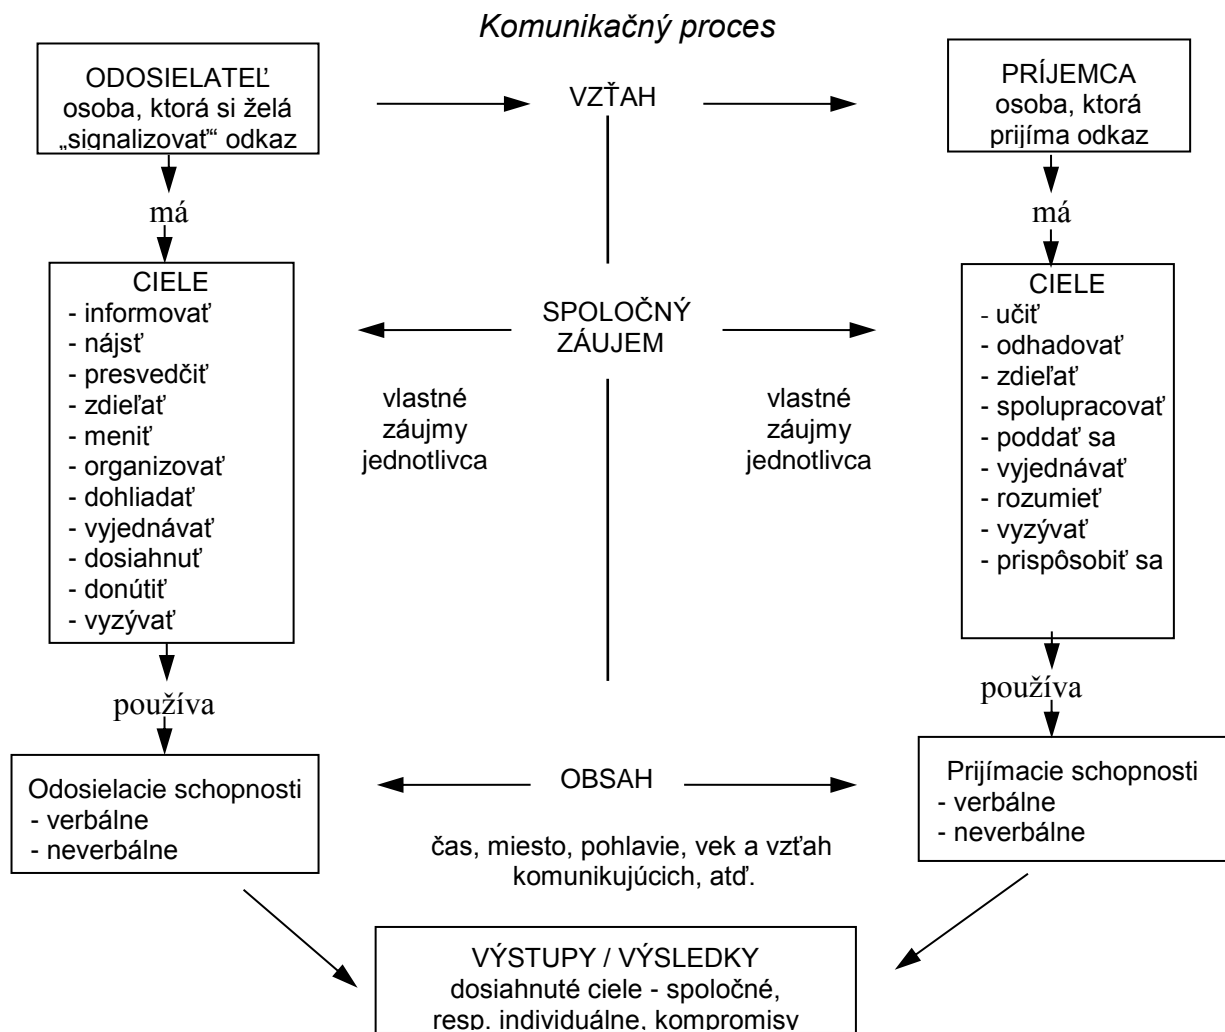 Komunikačný proces
ODOSIELATEĽ
osoba, ktorá si želá
„signalizovat“ odkaz
VZŤAH
PRÍJEMCA
osoba, ktorá
prijíma odkaz
má
má
CIELE
- informovať
- nájsť
- presvedčiť
- zdieľať
- meniť
- organizovať
- dohliadať
- vyjednávať
- dosiahnuť
- donútiť
- vyzývať
SPOLOČNÝ
ZÁUJEM
vlastné
záujmy
jednotlivca
vlastné
záujmy
jednotlivca
CIELE
- učiť
- odhadovať
- zdieľať
- spolupracovať
- poddať sa
- vyjednávať
- rozumieť
- vyzývať
- prispôsobiť sa
používa
používa
Odosielacie schopnosti
- verbálne
- neverbálne
OBSAH
čas, miesto, pohlavie, vek a vzťah
komunikujúcich, atď.
Prijímacie schopnosti
- verbálne
- neverbálne
VÝSTUPY / VÝSLEDKY
dosiahnuté ciele - spoločné,
resp. individuálne, kompromisy